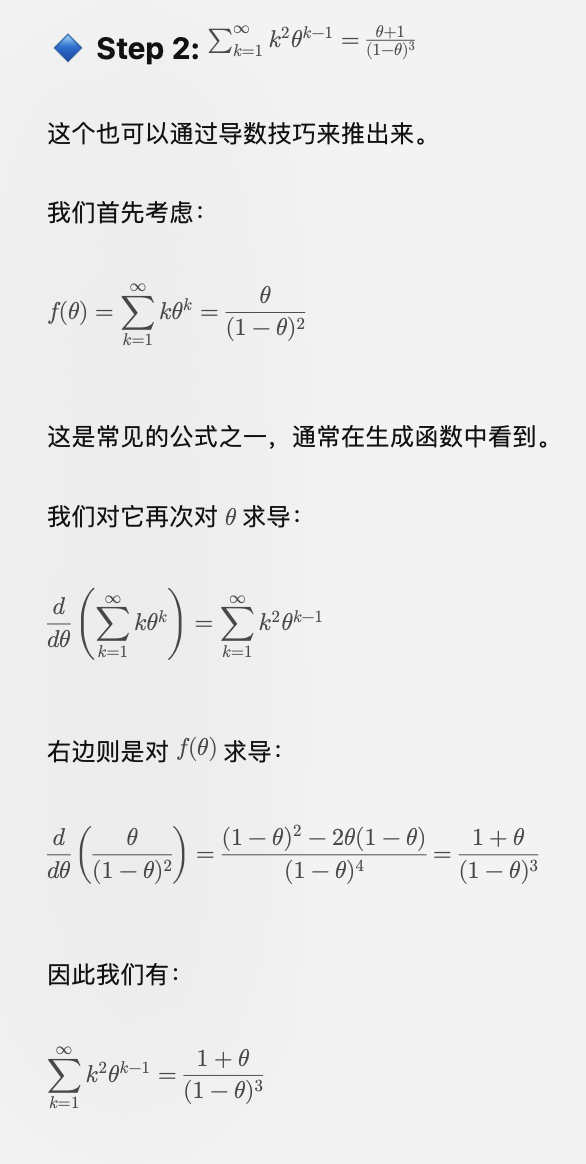 🔷 Step 2: $\sum_{k=1}^{\infty} k^2\theta^{k-1} = \frac{\theta+1}{(1-\theta)^3}$
这个也可以通过导数技巧来推出来。
我们首先考虑：
$f(\theta) = \sum_{k=1}^{\infty} k\theta^k = \frac{\theta}{(1-\theta)^2}$
这是常见的公式之一，通常在生成函数中看到。
我们对它再次对 $\theta$ 求导：
$\frac{d}{d\theta}\left(\sum_{k=1}^{\infty} k\theta^k\right) = \sum_{k=1}^{\infty} k^2\theta^{k-1}$
右边则是对 $f(\theta)$ 求导：
$\frac{d}{d\theta}\left(\frac{\theta}{(1-\theta)^2}\right) = \frac{(1-\theta)^2 - 2\theta(1-\theta)}{(1-\theta)^4} = \frac{1+\theta}{(1-\theta)^3}$
因此我们有：
$\sum_{k=1}^{\infty} k^2\theta^{k-1} = \frac{1+\theta}{(1-\theta)^3}$